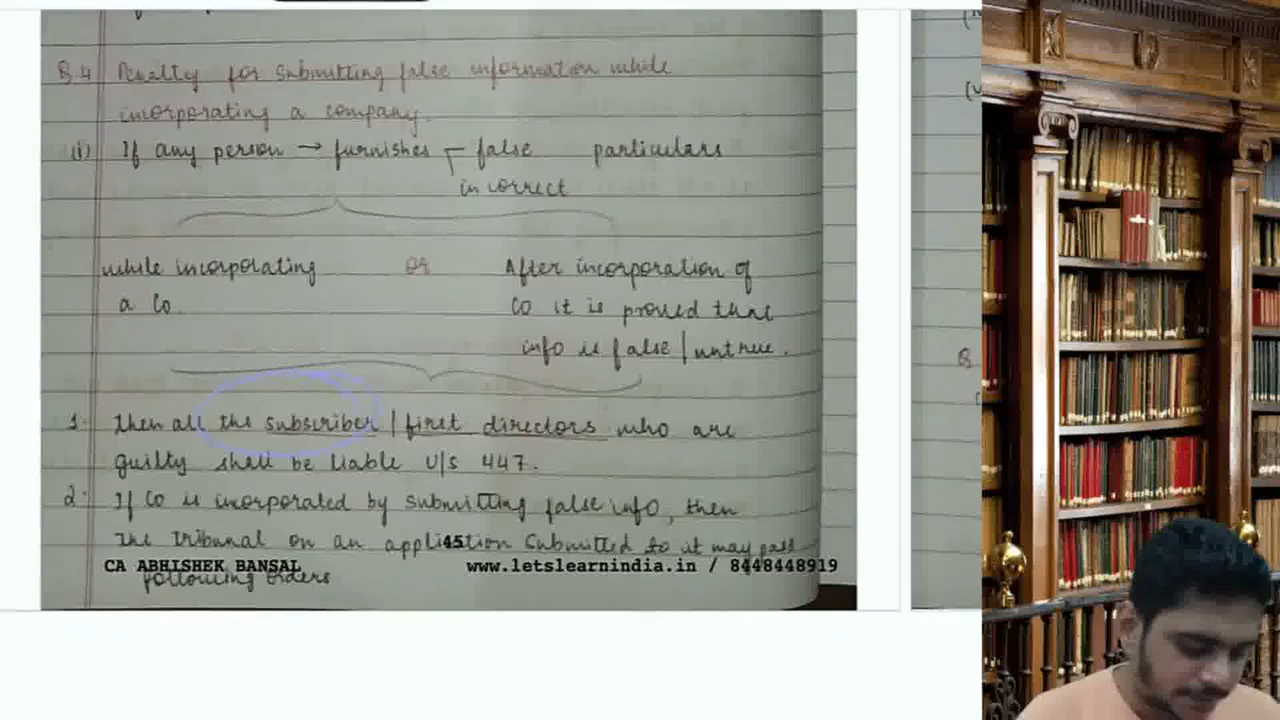 Q.4 Penalty for submitting false information while
incorporating a company.
(i) If any person → furnishes false particulars
incorrect
while incorporating or After incorporation of
a Co. Co it is proved that
info is false / untrue.
1. Then all the subscriber / first directors who are
guilty shall be liable U/s 447.
2. If Co is incorporated by submitting false info, then
the tribunal on an application submitted to it may pass
45
CA ABHISHEK BANSAL www.letslearnindia.in / 8448448919
following orders